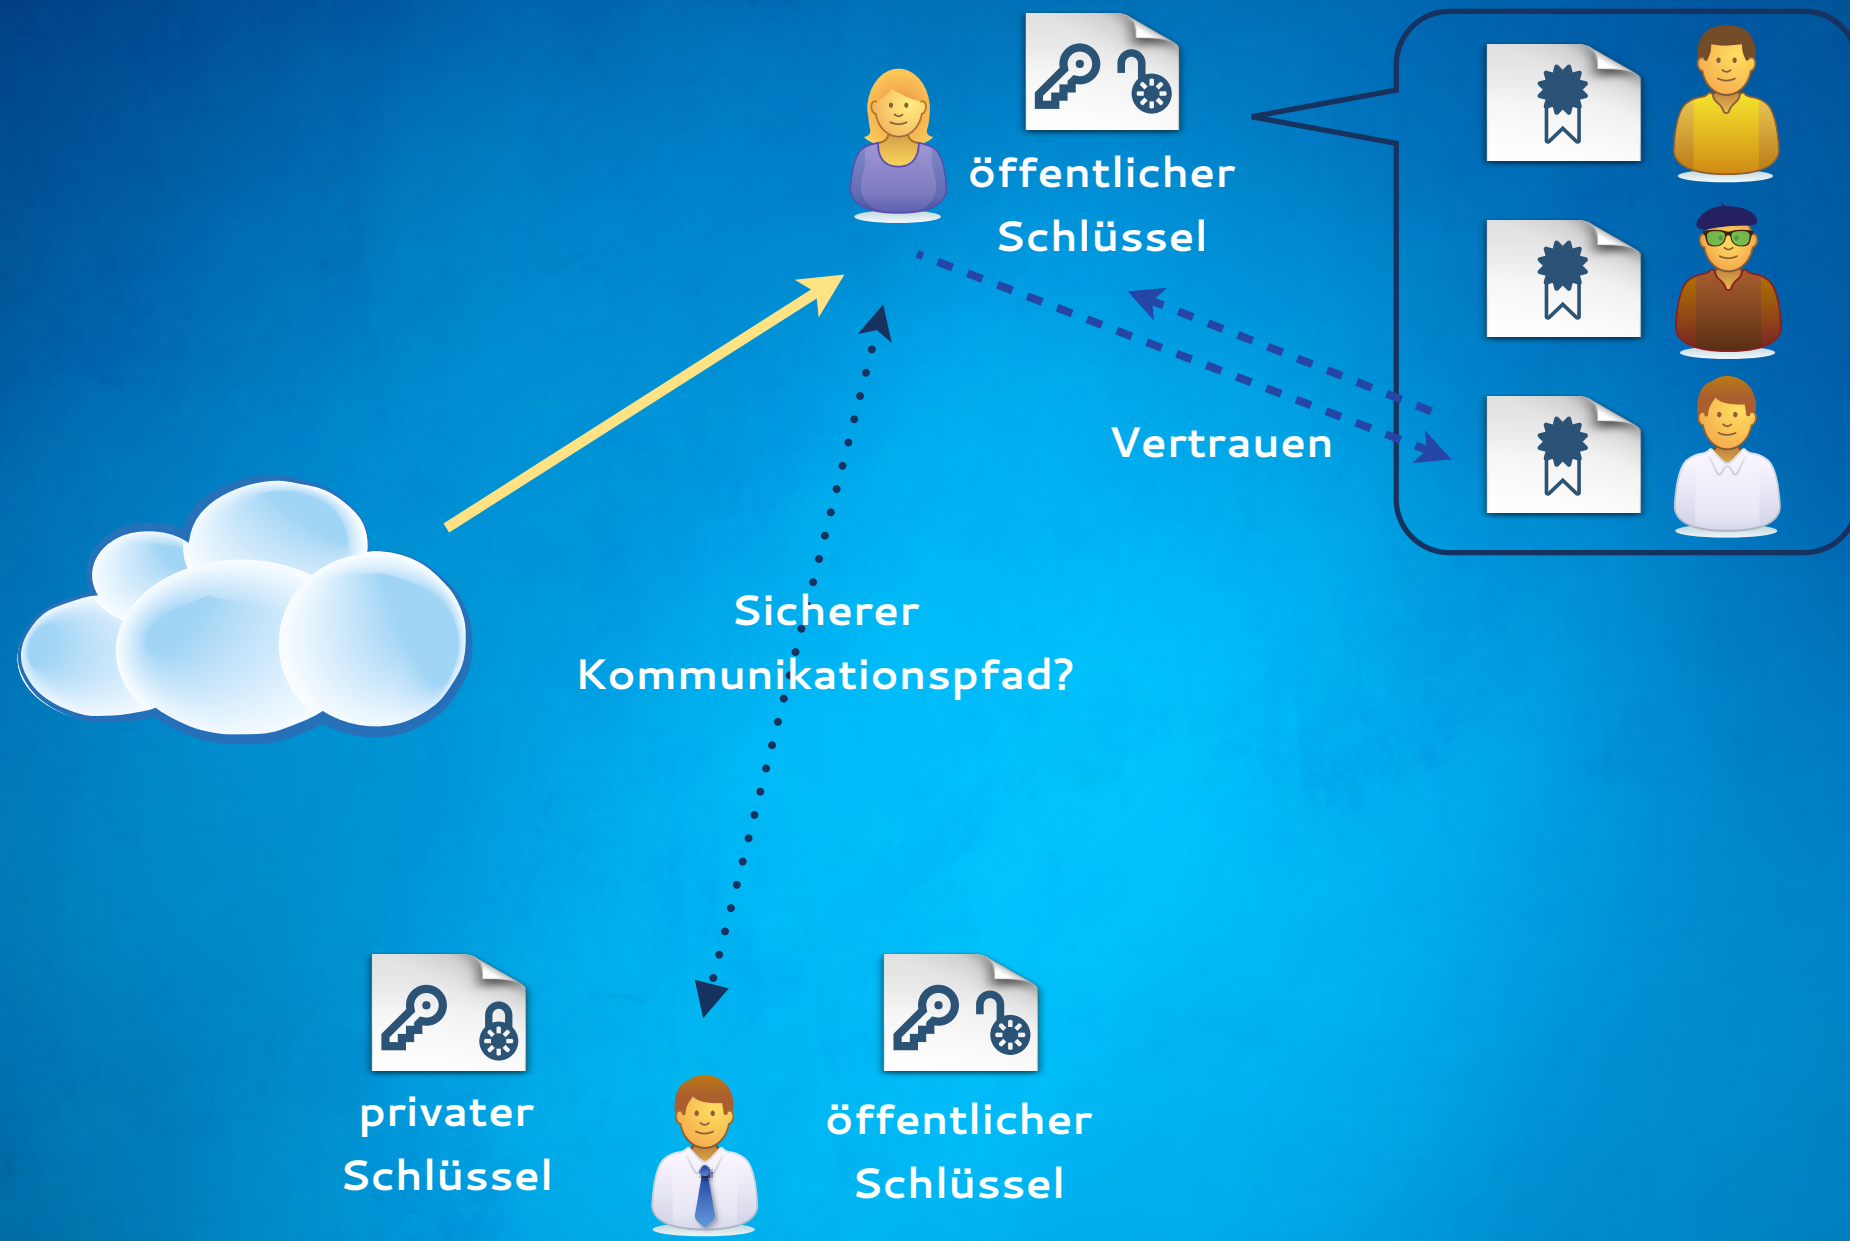 öffentlicher
Schlüssel
Vertrauen
Sicherer
Kommunikationspfad?
privater
Schlüssel
öffentlicher
Schlüssel